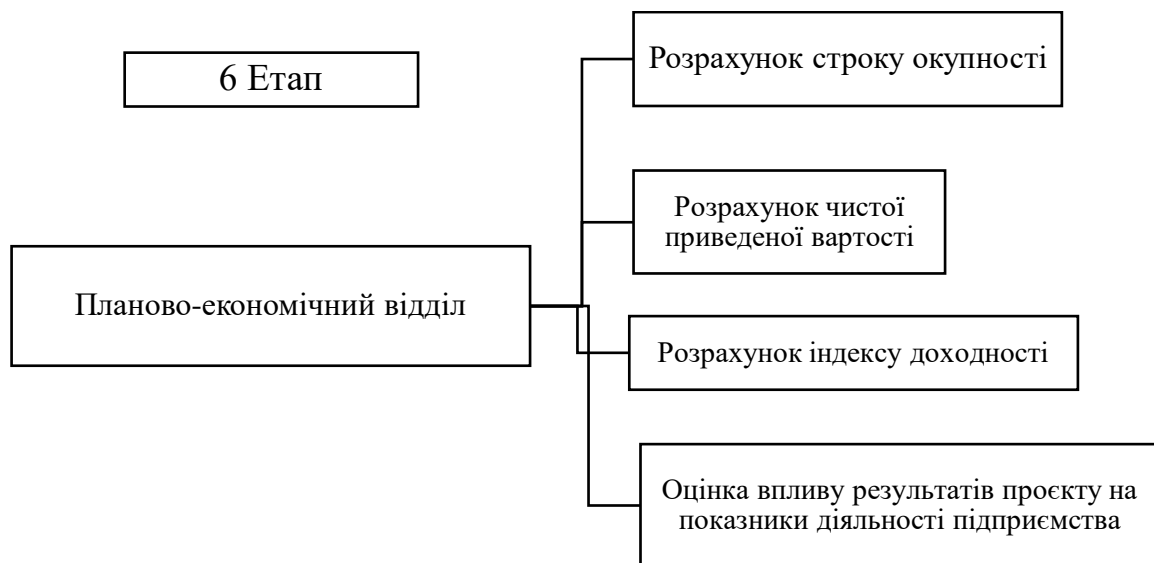 6 Етап
Розрахунок строку окупності
Розрахунок чистої
приведеної вартості
Планово-економічний відділ
Розрахунок індексу доходності
Оцінка впливу результатів проєкту на
показники діяльності підприємства